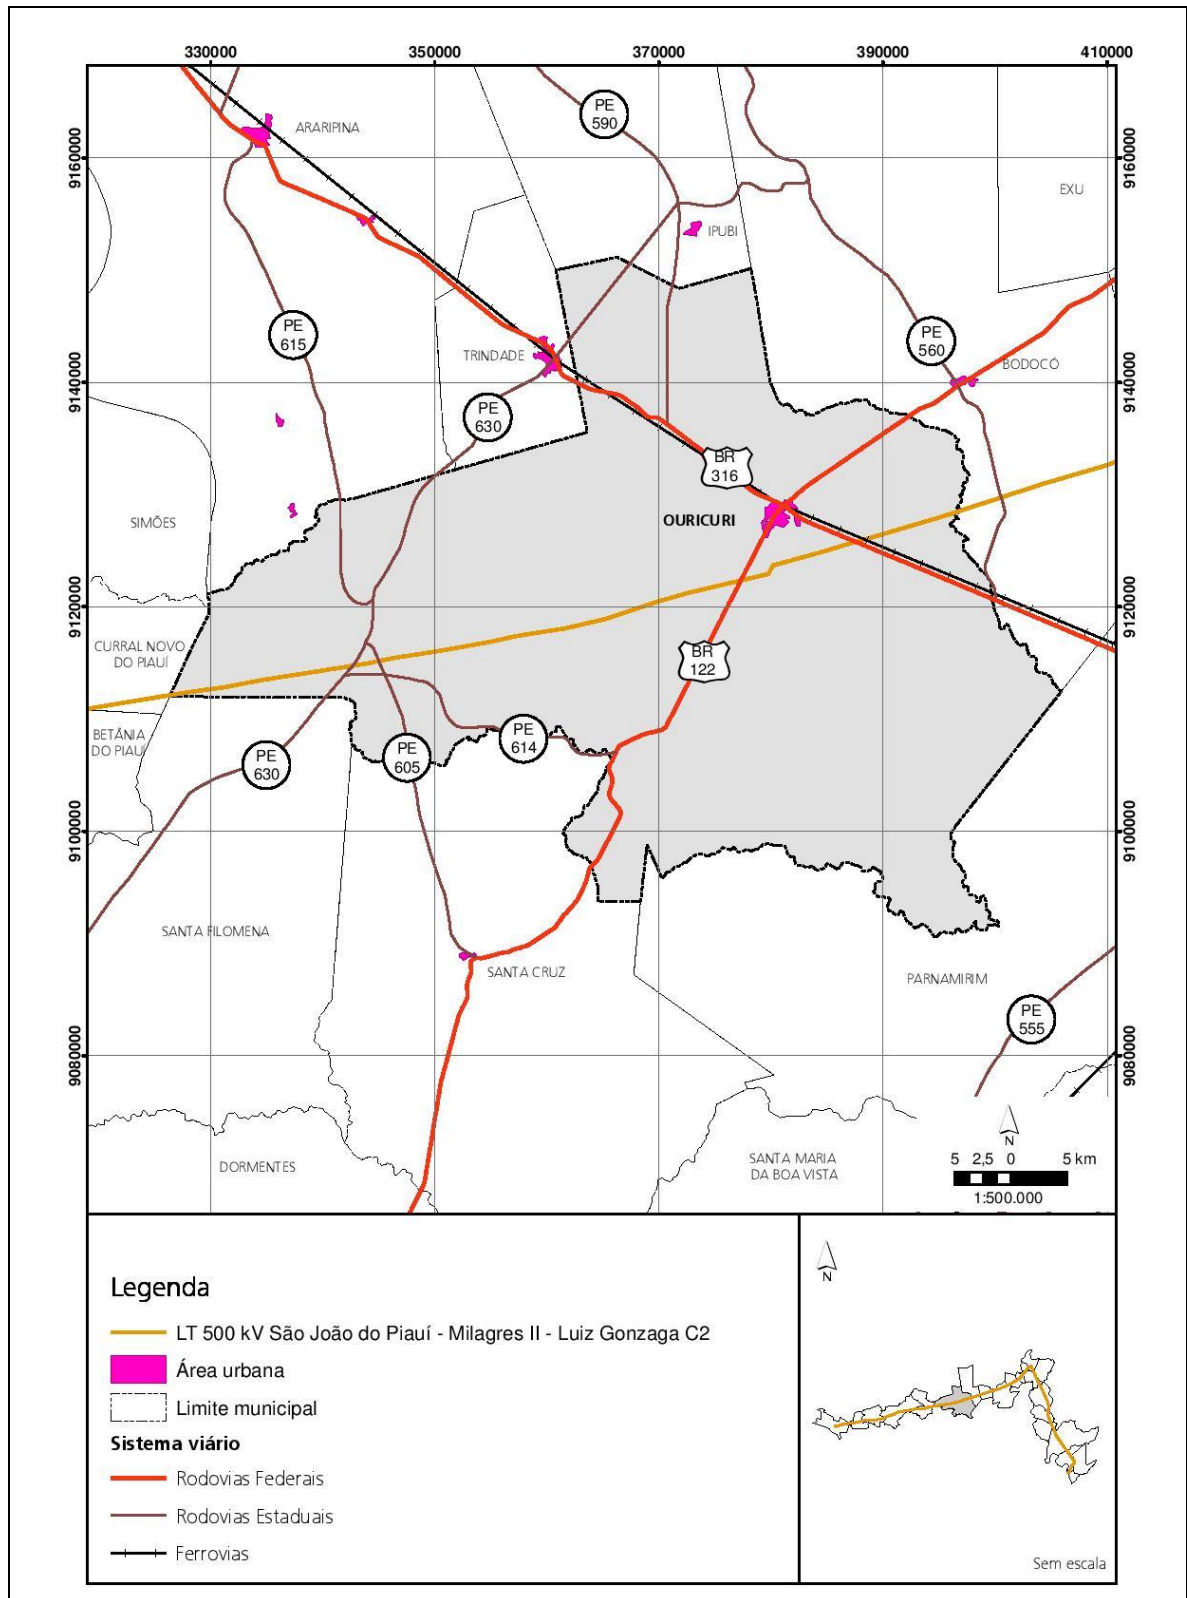 330000
350000
370000
390000
410000
PE
590
ARARIPINA
9160000
9160000
EXU
IPUBI
PE
615
PE
560
TRINDADE
BODOCÓ
9140000
9140000
PE
630
BR
316
OURICURI
SIMÕES
9120000
9120000
CURRAL NOVO
DO PIAUÍ
BR
122
BETÂNIA
DO PIAUÍ
PE
614
PE
630
PE
605
9100000
9100000
SANTA FILOMENA
SANTA CRUZ
PARNAMIRIM
PE
555
9080000
9080000
N
DORMENTES
SANTA MARIA
DA BOA VISTA
5 2,5 0 5 km
1:500.000
Legenda
LT 500 kV São João do Piauí - Milagres II - Luiz Gonzaga C2
Área urbana
Limite municipal
Sistema viário
Rodovias Federais
Rodovias Estaduais
Ferrovias
N
Sem escala